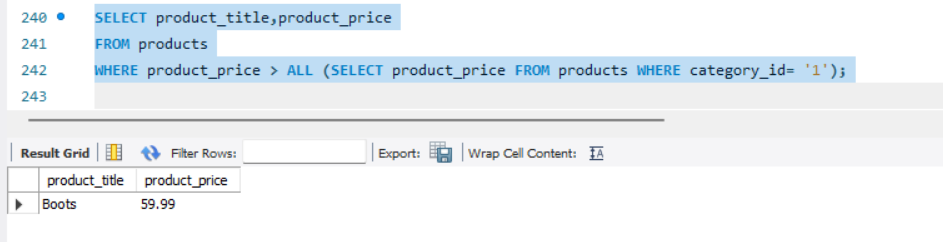 240 SELECT product_title,product_price
241 FROM products
242 WHERE product_price > ALL (SELECT product_price FROM products WHERE category_id= '1');
243
Result Grid Filter Rows: Export: Wrap Cell Content: IA
product_title product_price
Boots 59.99